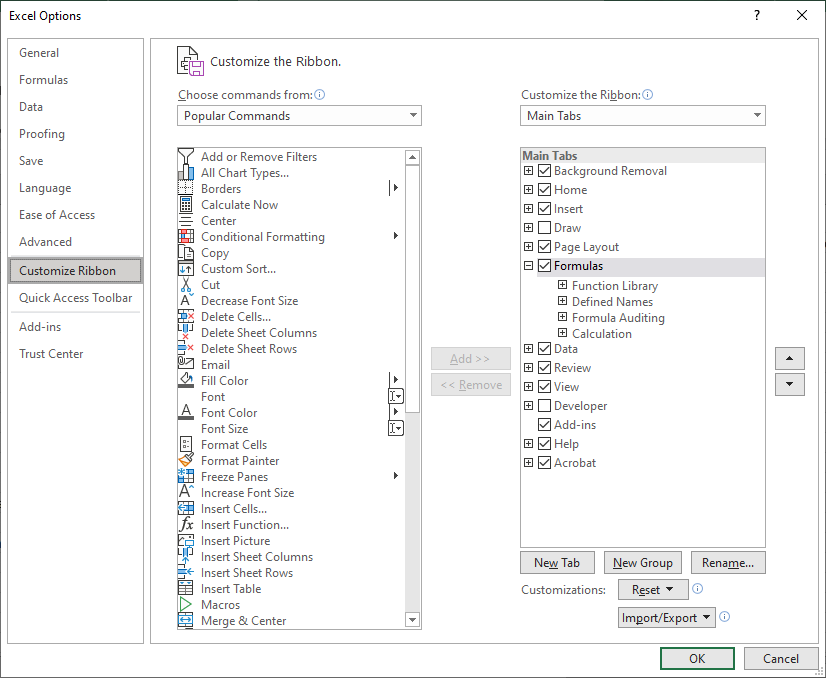 Excel Options
?
General
Formulas
Data
Proofing
Save
Language
Ease of Access
Advanced
Customize Ribbon
Quick Access Toolbar
Add-ins
Trust Center
Customize the Ribbon.
Choose commands from:
Popular Commands
Add or Remove Filters
All Chart Types...
Borders
Calculate Now
Center
Conditional Formatting
Copy
Custom Sort...
Cut
Decrease Font Size
Delete Cells...
Delete Sheet Columns
Delete Sheet Rows
Email
Fill Color
Font
Font Color
Font Size
Format Cells
Format Painter
Freeze Panes
Increase Font Size
Insert Cells...
Insert Function...
Insert Picture
Insert Sheet Columns
Insert Sheet Rows
Insert Table
Macros
Merge & Center
Add >>
<< Remove
Customize the Ribbon:
Main Tabs
Main Tabs
Background Removal
Home
Insert
Draw
Page Layout
Formulas
Function Library
Defined Names
Formula Auditing
Calculation
Data
Review
View
Developer
Add-ins
Help
Acrobat
New Tab
New Group
Rename...
Customizations:
Reset
Import/Export
OK
Cancel